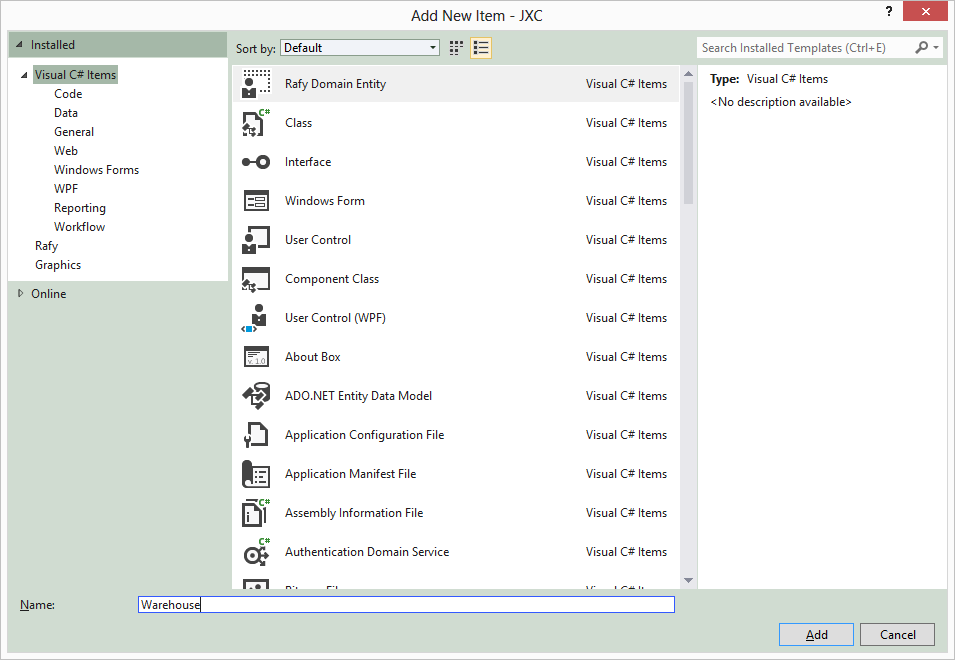 Add New Item - JXC
?
Installed
Sort by: Default
Search Installed Templates (Ctrl+E)
Visual C# Items
Code
Data
General
Web
Windows Forms
WPF
Reporting
Workflow
Rafy
Graphics
Online
Rafy Domain Entity Visual C# Items
C#
Class Visual C# Items
Interface Visual C# Items
Windows Form Visual C# Items
User Control Visual C# Items
Component Class Visual C# Items
User Control (WPF) Visual C# Items
v. 1.0
About Box Visual C# Items
ADO.NET Entity Data Model Visual C# Items
Application Configuration File Visual C# Items
Application Manifest File Visual C# Items
C#
Assembly Information File Visual C# Items
C#
Authentication Domain Service Visual C# Items
Type: Visual C# Items
<No description available>
Name: Warehouse
Add Cancel